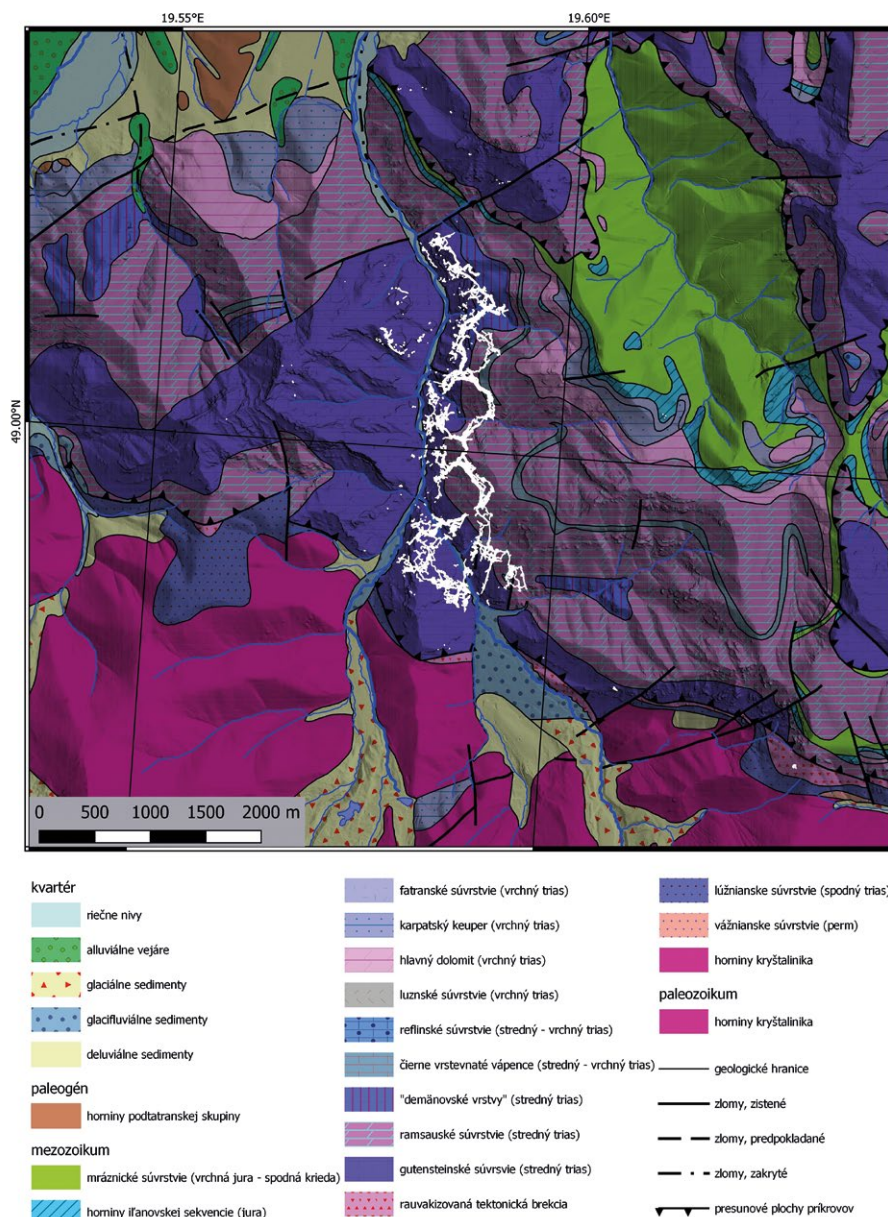 19.55°E
19.60°E
49.00°N
0 500 1000 1500 2000 m
kvartér
riečne nivy
alluviálne vejáre
glaciálne sedimenty
glacifluviálne sedimenty
deluviálne sedimenty
paleogén
horniny podtatranskej skupiny
mezozoikum
mráznické súvrstvie (vrchná jura - spodná krieda)
horniny iľanovskej sekvencie (jura)
fatranské súvrstvie (vrchný trias)
karpatský keuper (vrchný trias)
hlavný dolomit (vrchný trias)
luznské súvrstvie (vrchný trias)
reflinské súvrstvie (stredný - vrchný trias)
čierne vrstevnaté vápence (stredný - vrchný trias)
"demänovské vrstvy" (stredný trias)
ramsauské súvrstvie (stredný trias)
gutensteinské súvrsvie (stredný trias)
rauvakizovaná tektonická brekcia
lúžnianske súvrstvie (spodný trias)
vážnianske súvrstvie (perm)
horniny kryštalinika
paleozoikum
horniny kryštalinika
geologické hranice
zlomy, zistené
zlomy, predpokladané
zlomy, zakryté
presunové plochy príkrovov